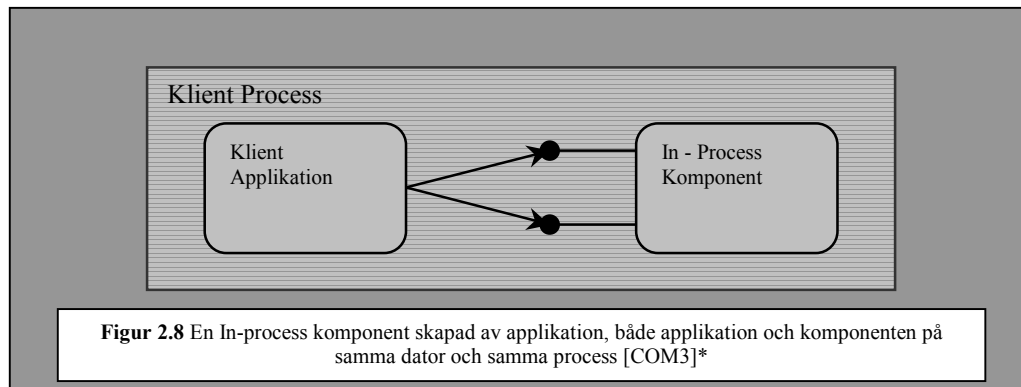 Klient Process
Klient
Applikation
In - Process
Komponent
Figur 2.8 En In-process komponent skapad av applikation, både applikation och komponenten på
samma dator och samma process [COM3]*